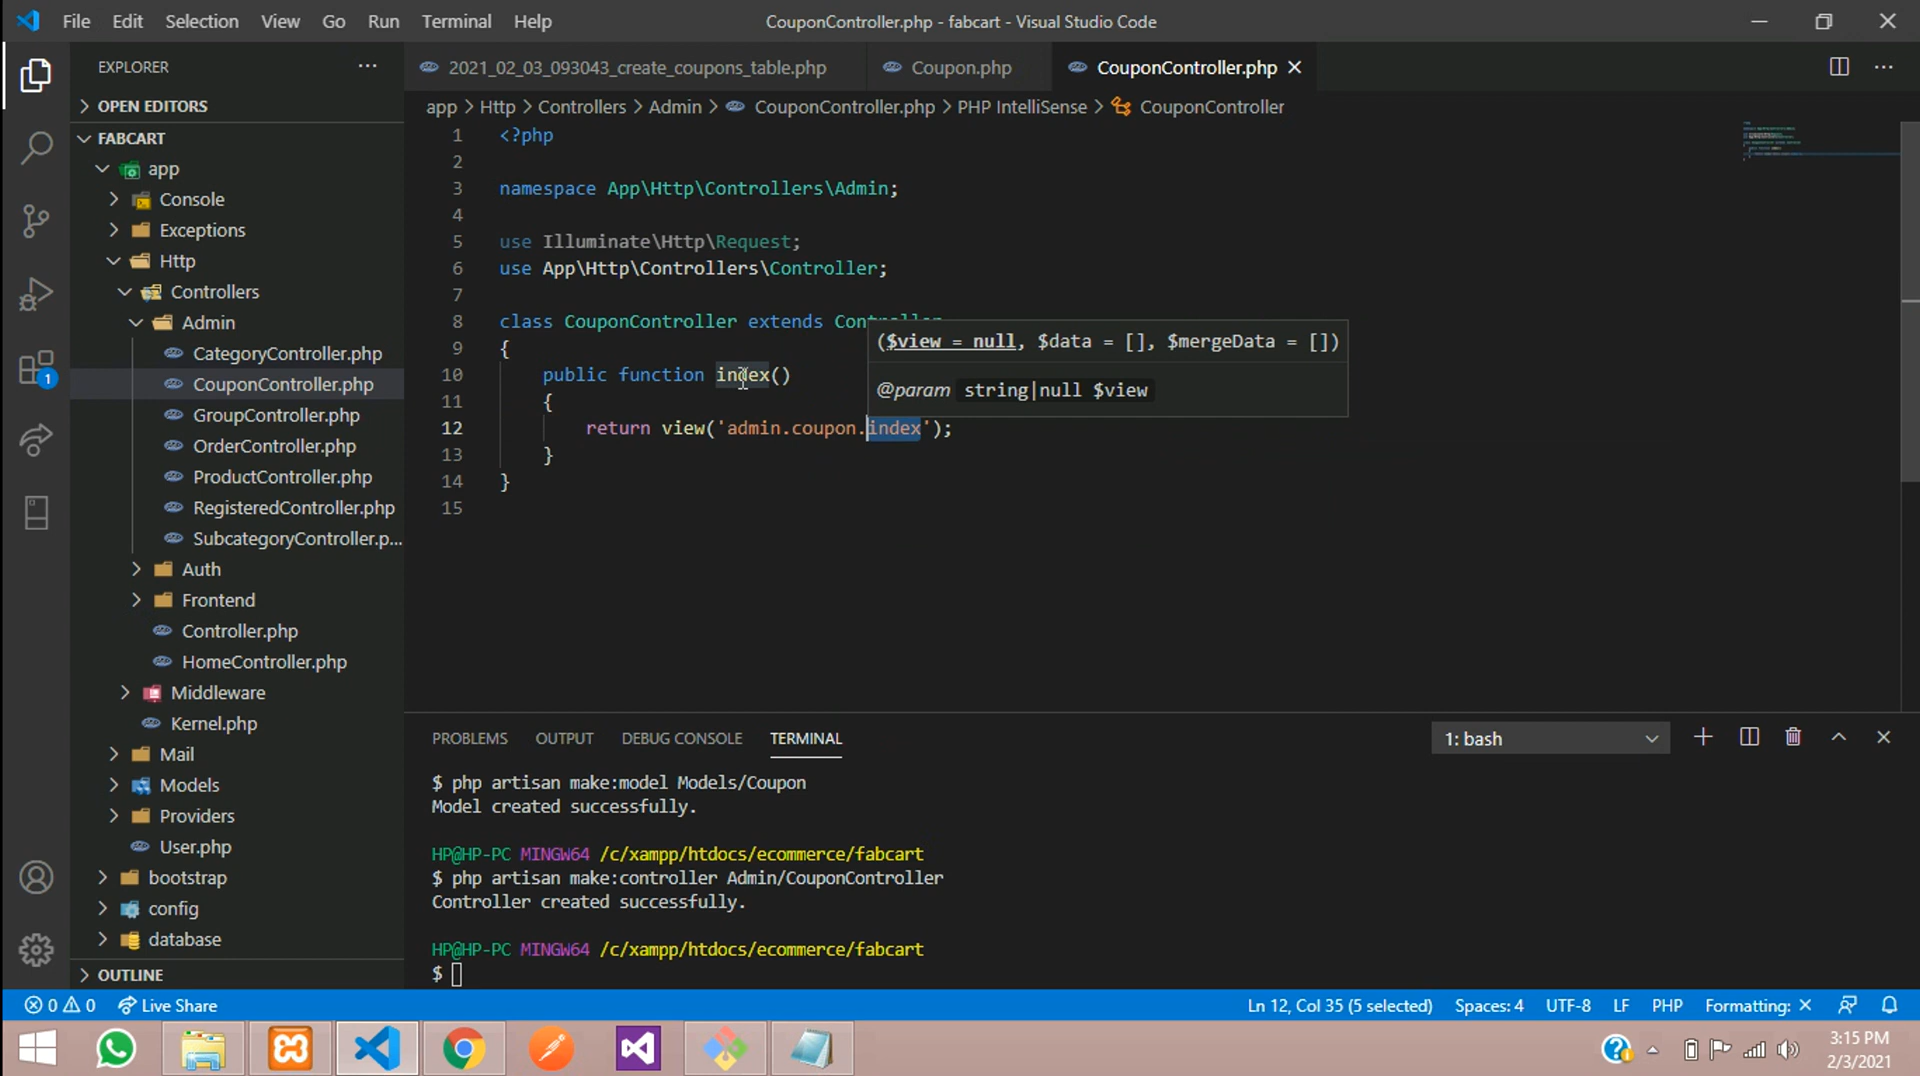 File Edit Selection View Go Run Terminal Help
CouponController.php - fabcart - Visual Studio Code
EXPLORER
OPEN EDITORS
FABCART
app
Console
Exceptions
Http
Controllers
Admin
CategoryController.php
CouponController.php
GroupController.php
OrderController.php
ProductController.php
RegisteredController.php
SubcategoryController.p...
Auth
Frontend
Controller.php
HomeController.php
Middleware
Kernel.php
Mail
Models
Providers
User.php
bootstrap
config
database
OUTLINE
1
2021_02_03_093043_create_coupons_table.php Coupon.php CouponController.php
app > Http > Controllers > Admin > CouponController.php > PHP IntelliSense > CouponController
1 <?php
2
3 namespace App\Http\Controllers\Admin;
4
5 use Illuminate\Http\Request;
6 use App\Http\Controllers\Controller;
7
8 class CouponController extends Controller
9 {
10 public function index()
11 {
12 return view('admin.coupon.index');
13 }
14 }
15
($view = null, $data = [], $mergeData = [])
@param string|null $view
PROBLEMS OUTPUT DEBUG CONSOLE TERMINAL
1: bash
$ php artisan make:model Models/Coupon
Model created successfully.
HP@HP-PC MINGW64 /c/xampp/htdocs/ecommerce/fabcart
$ php artisan make:controller Admin/CouponController
Controller created successfully.
HP@HP-PC MINGW64 /c/xampp/htdocs/ecommerce/fabcart
$
0 0 Live Share
Ln 12, Col 35 (5 selected) Spaces: 4 UTF-8 LF PHP Formatting: ×
3:15 PM
2/3/2021